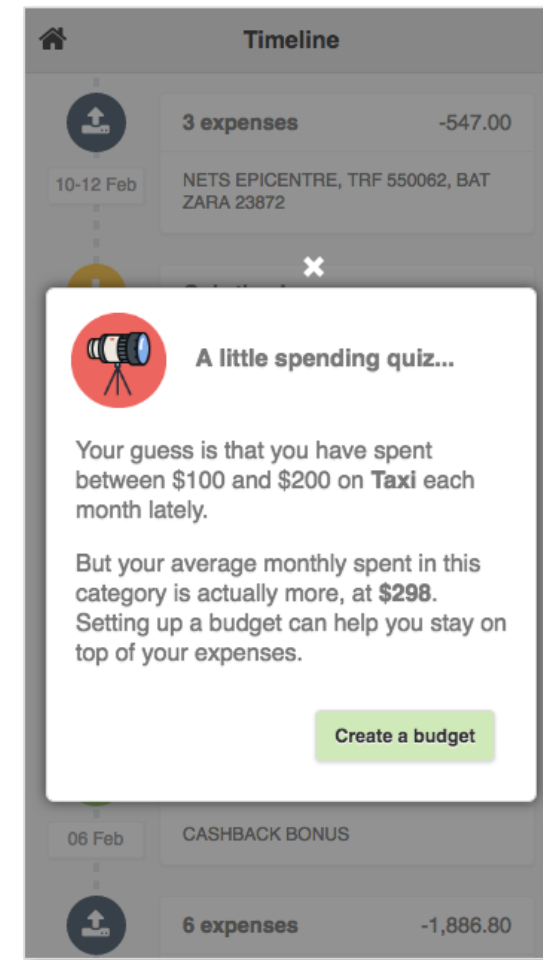 Timeline
3 expenses -547.00
10-12 Feb
NETS EPICENTRE, TRF 550062, BAT
ZARA 23872
A little spending quiz...
Your guess is that you have spent
between $100 and $200 on Taxi each
month lately.
But your average monthly spent in this
category is actually more, at $298.
Setting up a budget can help you stay on
top of your expenses.
Create a budget
06 Feb CASHBACK BONUS
6 expenses -1,886.80